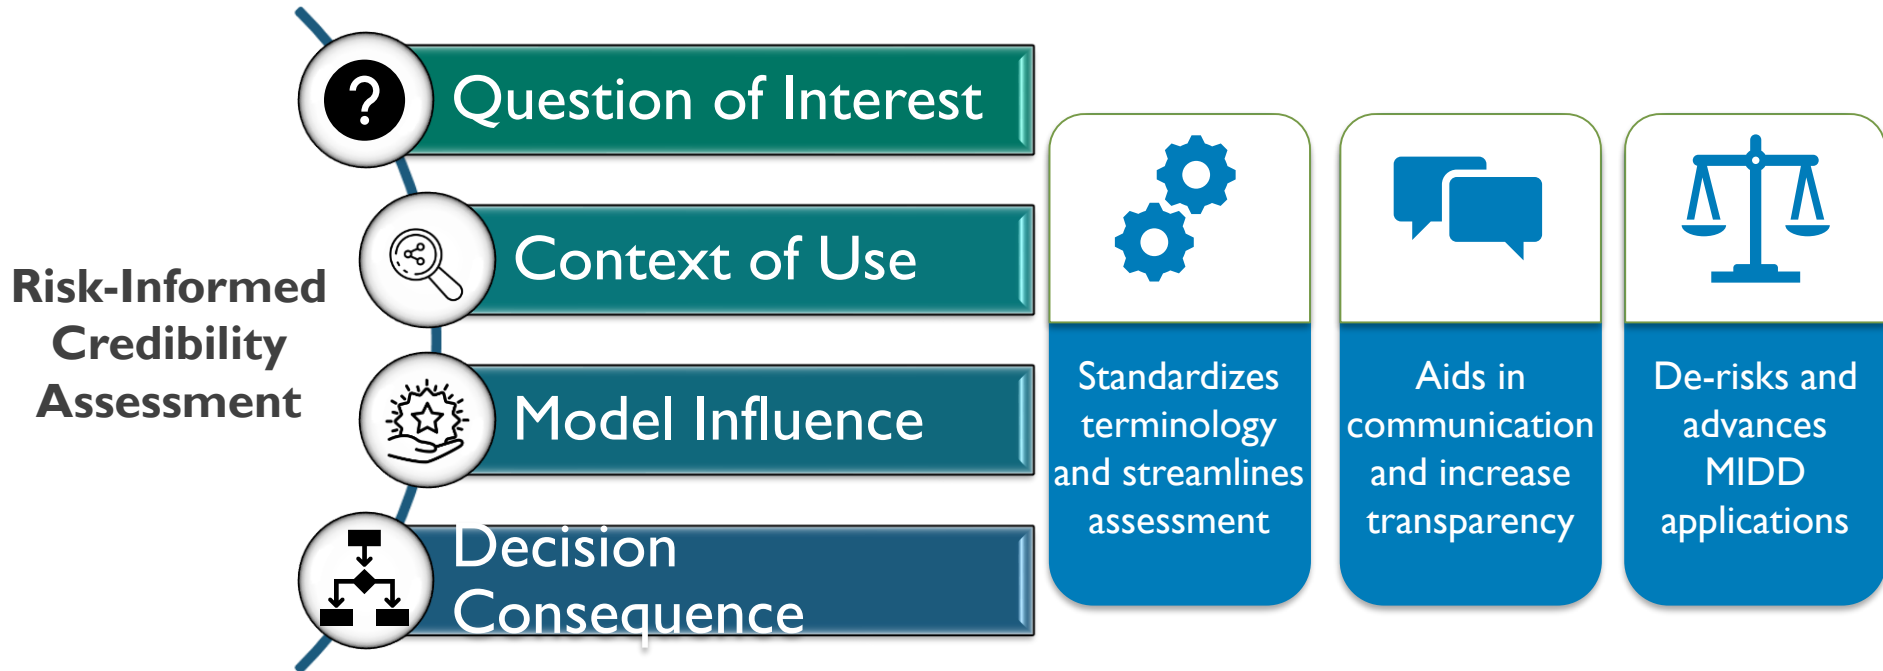 Risk-Informed
Credibility
Assessment
?
Question of Interest
Context of Use
Model Influence
Decision
Consequence
Standardizes
terminology
and streamlines
assessment
Aids in
communication
and increase
transparency
De-risks and
advances
MIDD
applications